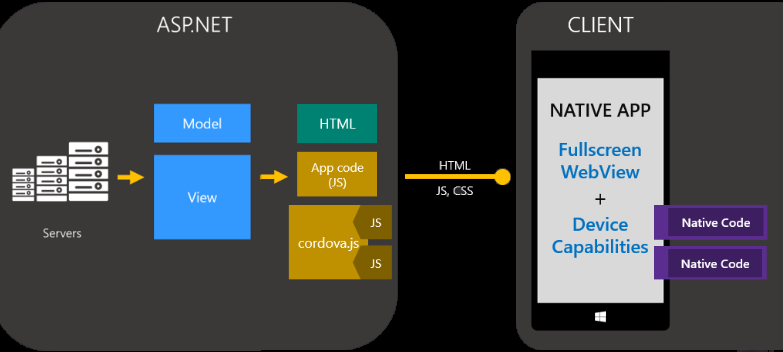 ASP.NET
CLIENT
Servers
Model
View
HTML
App code
(JS)
cordova.js
JS
JS
HTML
JS, CSS
NATIVE APP
Fullscreen
WebView
+
Device
Capabilities
Native Code
Native Code